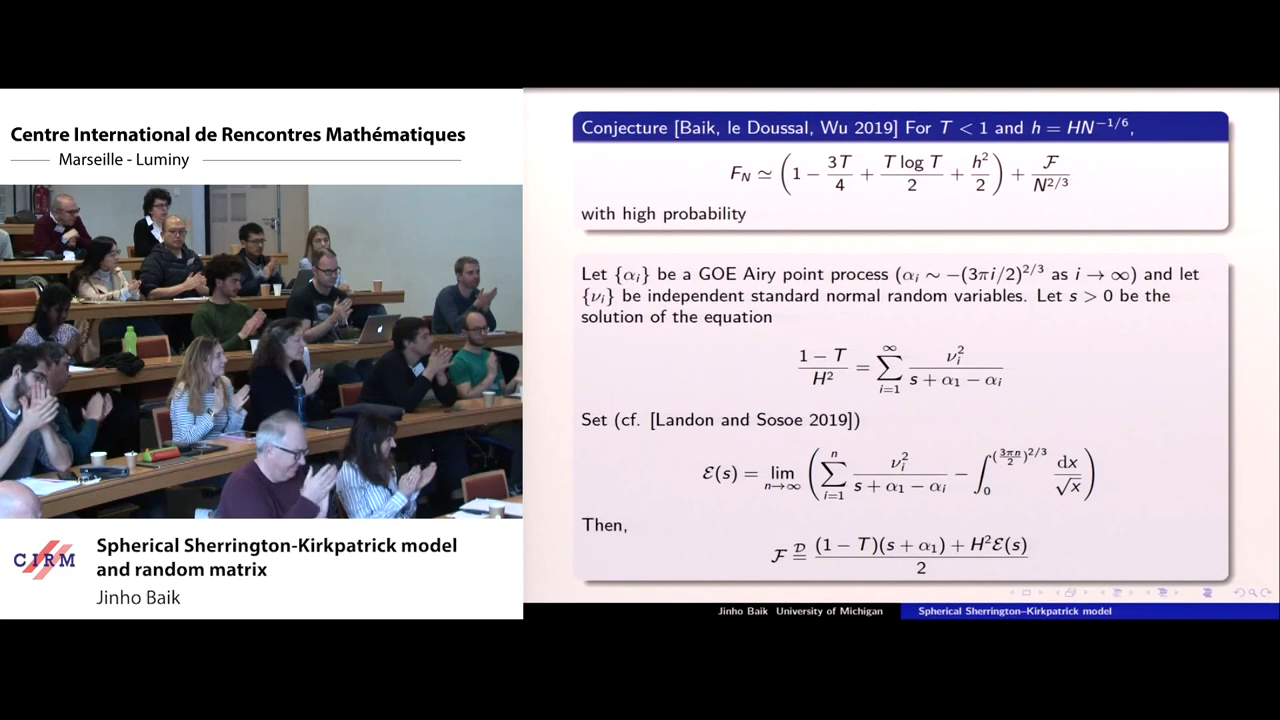 Centre International de Rencontres Mathématiques
Marseille - Luminy
CIRM
Spherical Sherrington-Kirkpatrick model
and random matrix
Jinho Baik
Conjecture [Baik, le Doussal, Wu 2019] For T < 1 and h = HN^{-1/6},
F_N ≃ (1 − 3T/4 + T log T/2 + h²/2) + ℱ/N^{2/3}
with high probability
Let {α_i} be a GOE Airy point process (α_i ∼ −(3πi/2)^{2/3} as i → ∞) and let
{ν_i} be independent standard normal random variables. Let s > 0 be the
solution of the equation
(1 − T)/H² = ∑_{i=1}^{∞} ν_i²/(s + α_1 − α_i)
Set (cf. [Landon and Sosoe 2019])
ℰ(s) = lim_{n→∞} (∑_{i=1}^{n} ν_i²/(s + α_1 − α_i) − ∫_0^{(3πn/2)^{2/3}} dx/√x)
Then,
ℱ =^𝒟 ((1 − T)(s + α_1) + H²ℰ(s))/2
Jinho Baik University of Michigan
Spherical Sherrington–Kirkpatrick model